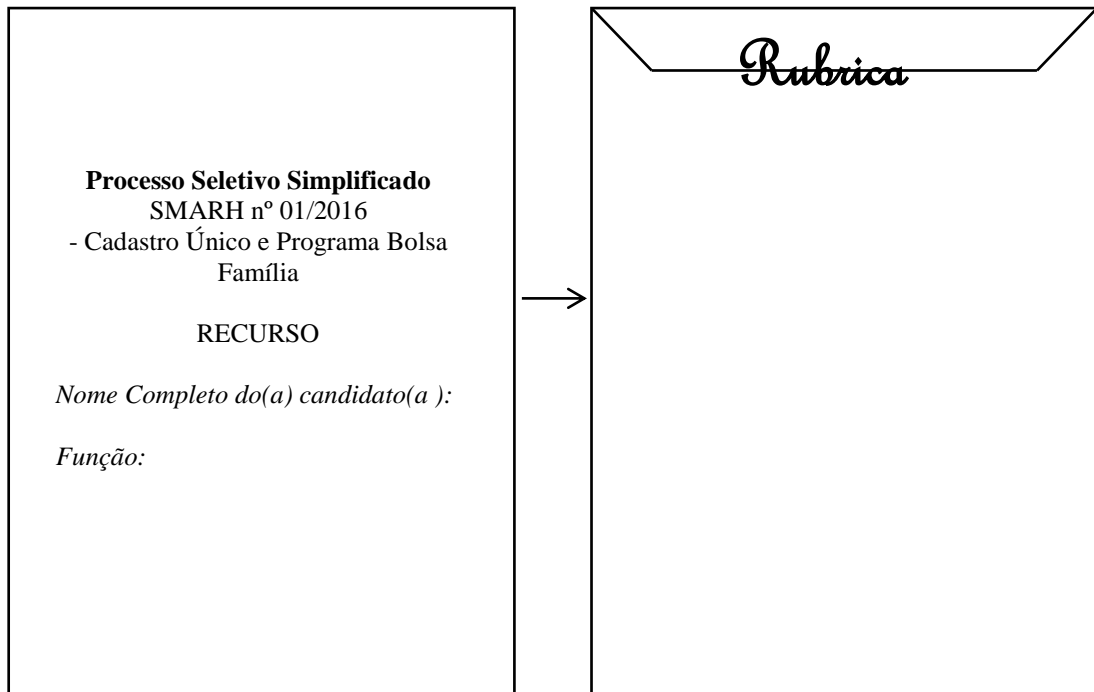 Processo Seletivo Simplificado
SMARH nº 01/2016
- Cadastro Único e Programa Bolsa
Família
RECURSO
Nome Completo do(a) candidato(a ):
Função:
Rubrica